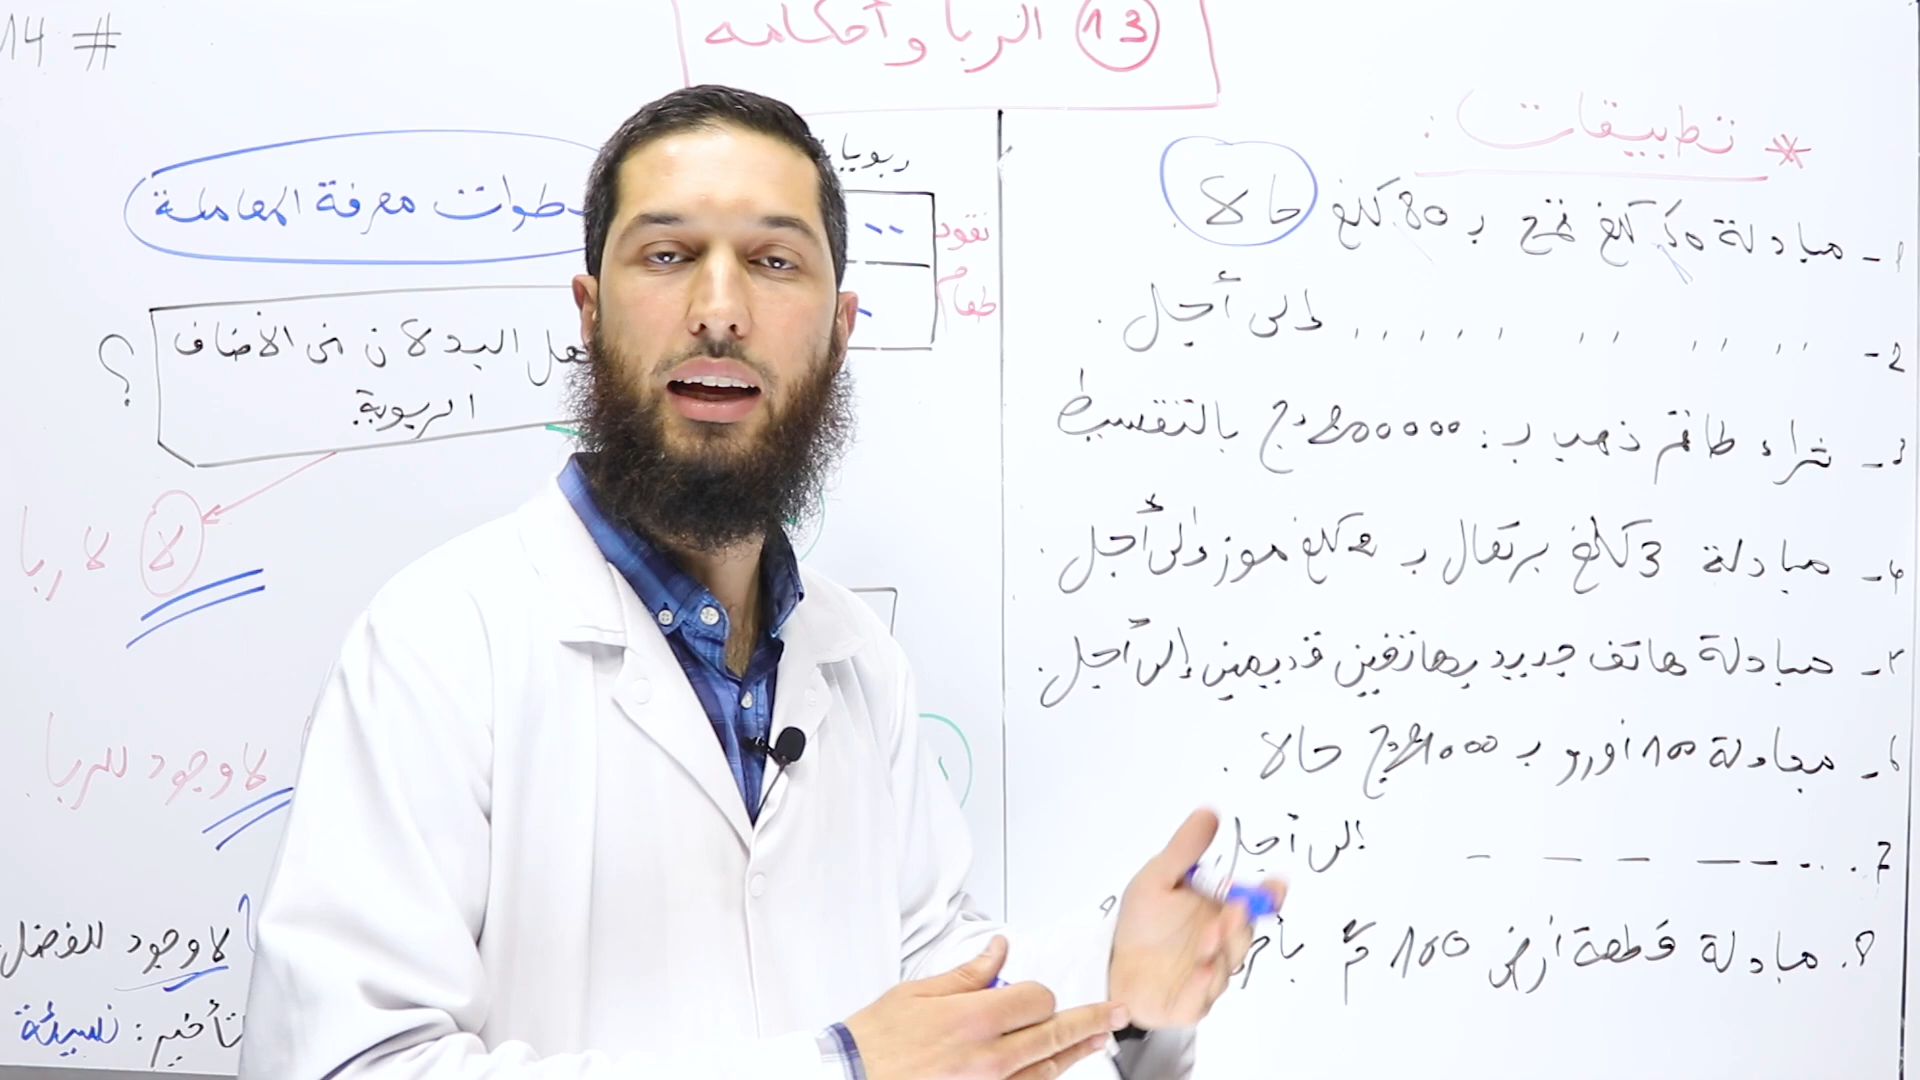 14 #
13 الربا وأحكامه
* تطبيقات :
1- مبادلة 50 كلغ قمح بـ 80 كلغ حالا.
2- ,, ,, ,, , , , , , إلى أجل.
3- شراء طاقم ذهب بـ: 200000 دج بالتقسيط
4- مبادلة 3 كلغ برتقال بـ 2 كلغ موز إلى أجل.
5- مبادلة هاتف جديد بهاتفين قديمين إلى أجل.
6- مبادلة 100 أورو بـ دج حالا.
7. .. - - - - - - إلى أجل
8. مبادلة قطعة أرض 100 م²
ربويا
نقود
طعام
خطوات معرفة المعاملة
هل البدلان من الأصناف
الربوية
؟
لا لا ربا
لا وجود للربا.
لا وجود للفضل
تأخير: نسيئة